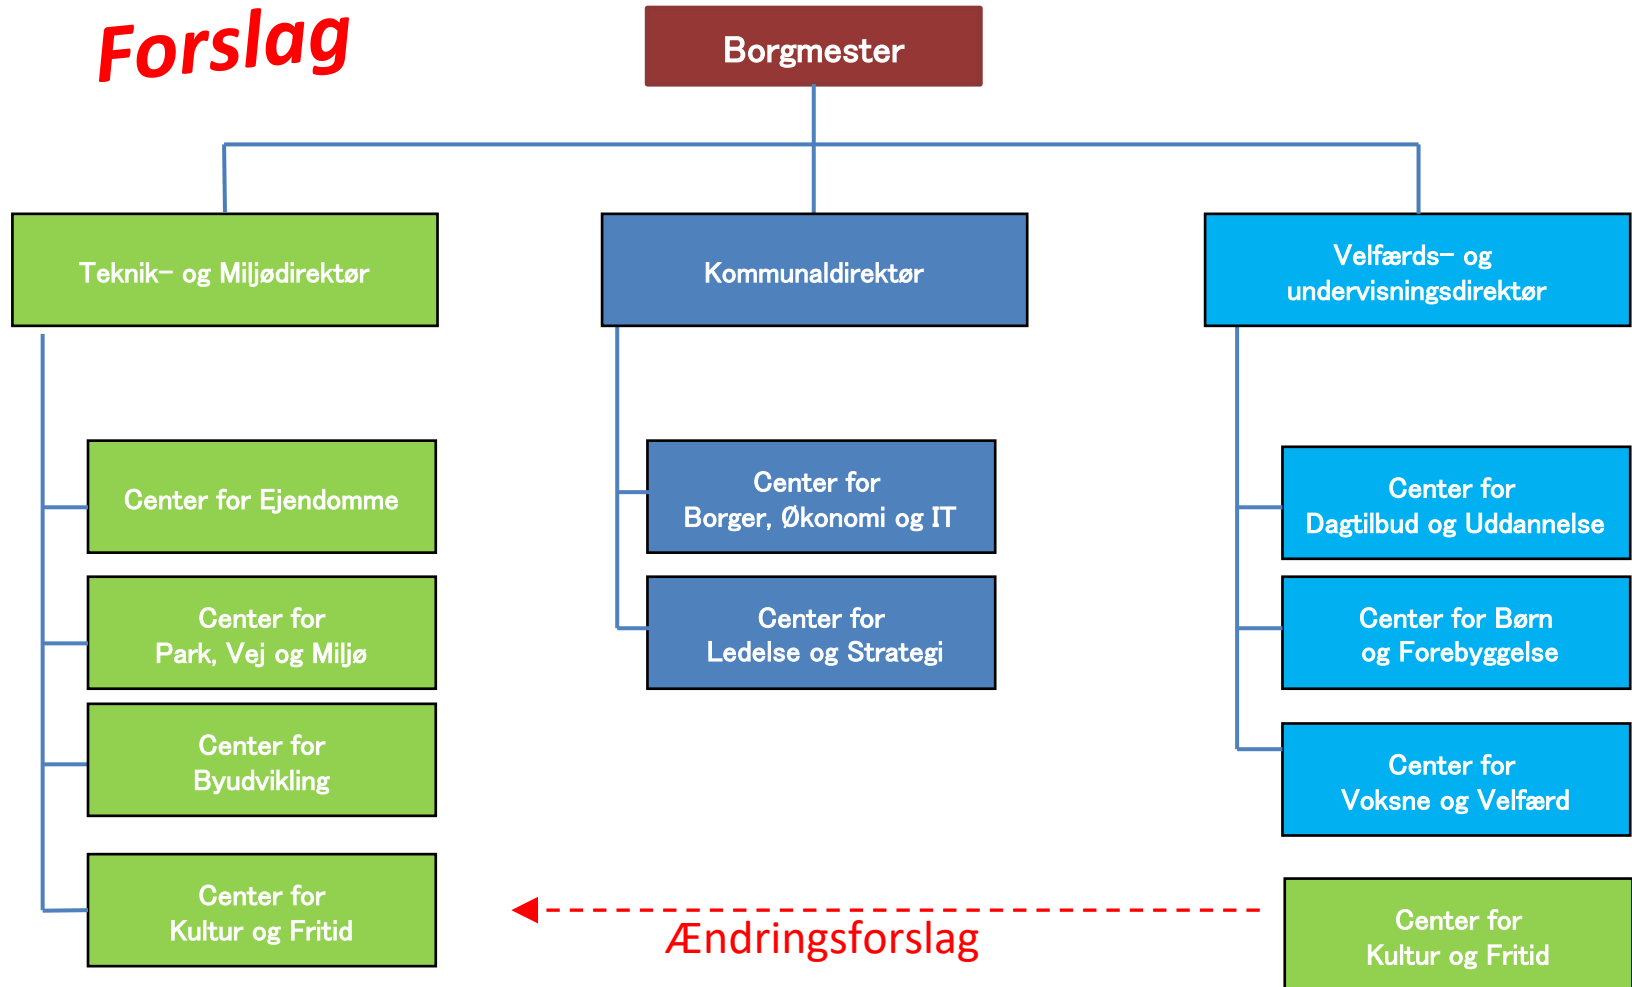 Forslag
Borgmester
Teknik- og Miljødirektør
Kommunaldirektør
Velfærds- og
undervisningsdirektør
Center for Ejendomme
Center for
Park, Vej og Miljø
Center for
Byudvikling
Center for
Kultur og Fritid
Center for
Borger, Økonomi og IT
Center for
Ledelse og Strategi
Center for
Dagtilbud og Uddannelse
Center for Børn
og Forebyggelse
Center for
Voksne og Velfærd
Ændringsforslag
Center for
Kultur og Fritid